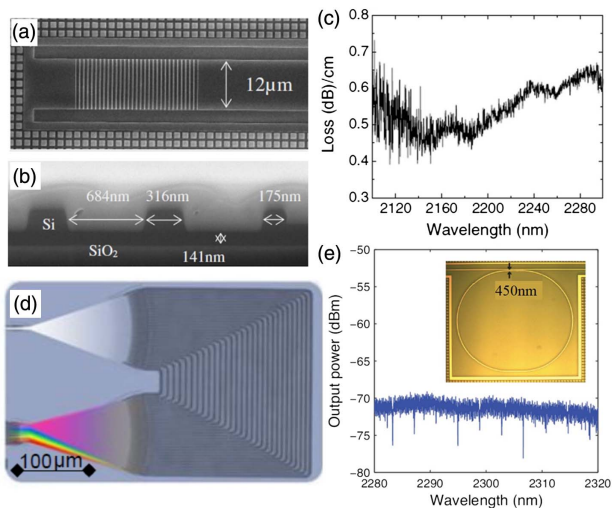 (a)
12μm
(b)
684nm
316nm
175nm
Si
SiO₂
141nm
(c)
0.8
0.7
0.6
0.5
0.4
0.3
Loss (dB)/cm
2120 2160 2200 2240 2280
Wavelength (nm)
(d)
100μm
(e)
-50
-55
-60
-65
-70
-75
-80
Output power (dBm)
450nm
2280 2290 2300 2310 2320
Wavelength (nm)